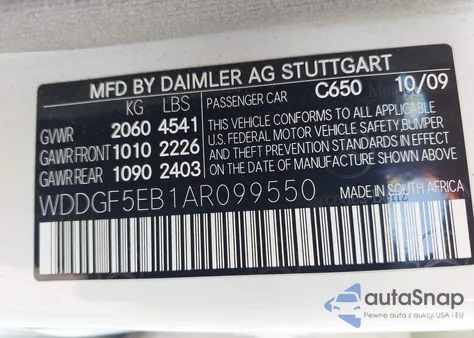 MFD BY DAIMLER AG STUTTGART
KG LBS
PASSENGER CAR C650 10/09
GVWR 2060 4541
GAWR FRONT 1010 2226
GAWR REAR 1090 2403
THIS VEHICLE CONFORMS TO ALL APPLICABLE
U.S. FEDERAL MOTOR VEHICLE SAFETY, BUMPER
AND THEFT PREVENTION STANDARDS IN
EFFECT ON THE DATE OF MANUFACTURE
SHOWN ABOVE.
WDDGF5EB1AR099550
MADE IN SOUTH AFRICA
autoSnap
Pewne auta z aukcji USA i EU